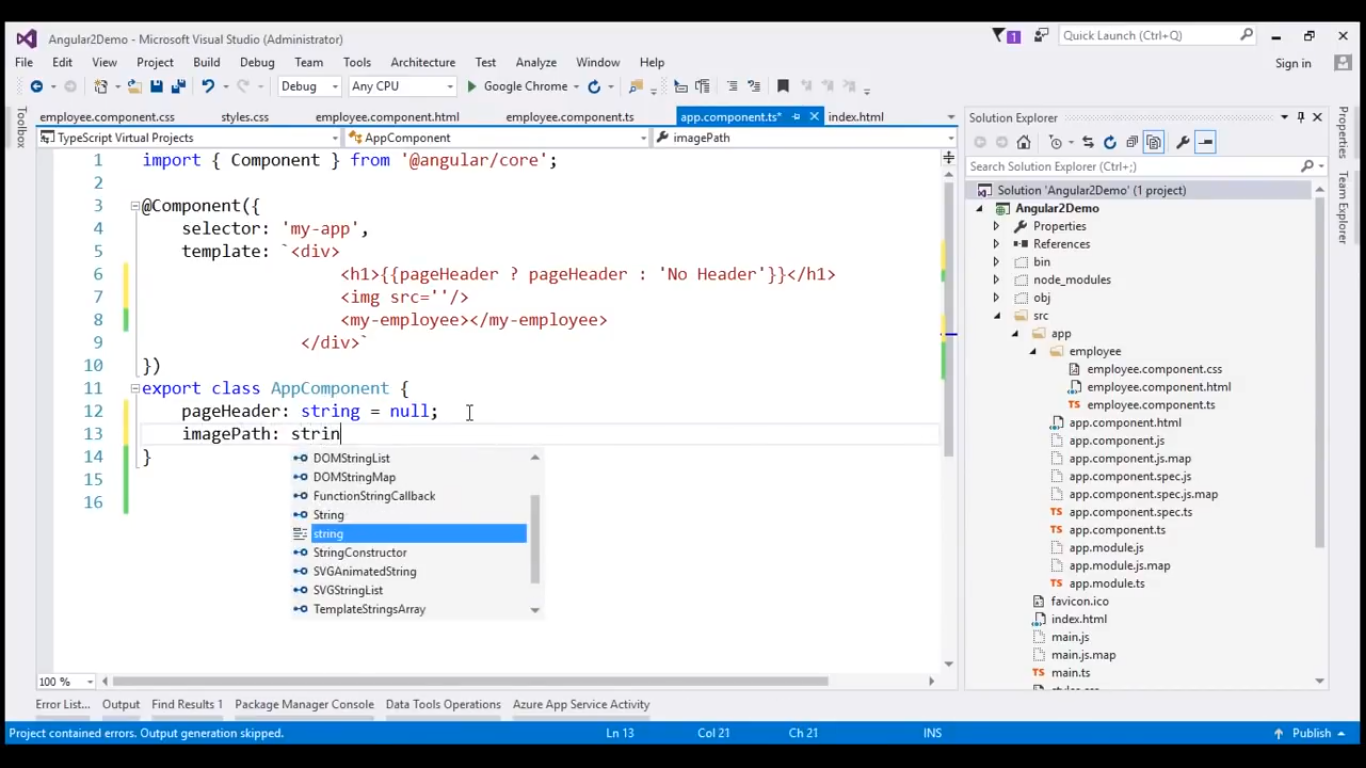 Angular2Demo - Microsoft Visual Studio (Administrator)
1
Quick Launch (Ctrl+Q)
File Edit View Project Build Debug Team Tools Architecture Test Analyze Window Help
Sign in
Debug Any CPU Google Chrome
Toolbox
employee.component.css styles.css employee.component.html employee.component.ts app.component.ts* index.html
TypeScript Virtual Projects AppComponent imagePath
1 import { Component } from '@angular/core';
2
3 @Component({
4 selector: 'my-app',
5 template: `<div>
6 <h1>{{pageHeader ? pageHeader : 'No Header'}}</h1>
7 <img src=''/>
8 <my-employee></my-employee>
9 </div>`
10 })
11 export class AppComponent {
12 pageHeader: string = null;
13 imagePath: strin
14 }
15
16
DOMStringList
DOMStringMap
FunctionStringCallback
String
string
StringConstructor
SVGAnimatedString
SVGStringList
TemplateStringsArray
100 %
Solution Explorer
Search Solution Explorer (Ctrl+;)
Solution 'Angular2Demo' (1 project)
Angular2Demo
Properties
References
bin
node_modules
obj
src
app
employee
employee.component.css
employee.component.html
TS employee.component.ts
app.component.html
app.component.js
app.component.js.map
app.component.spec.js
app.component.spec.js.map
TS app.component.spec.ts
TS app.component.ts
app.module.js
app.module.js.map
TS app.module.ts
favicon.ico
index.html
main.js
main.js.map
TS main.ts
Properties
Team Explorer
Error List... Output Find Results 1 Package Manager Console Data Tools Operations Azure App Service Activity
Project contained errors. Output generation skipped. Ln 13 Col 21 Ch 21 INS Publish